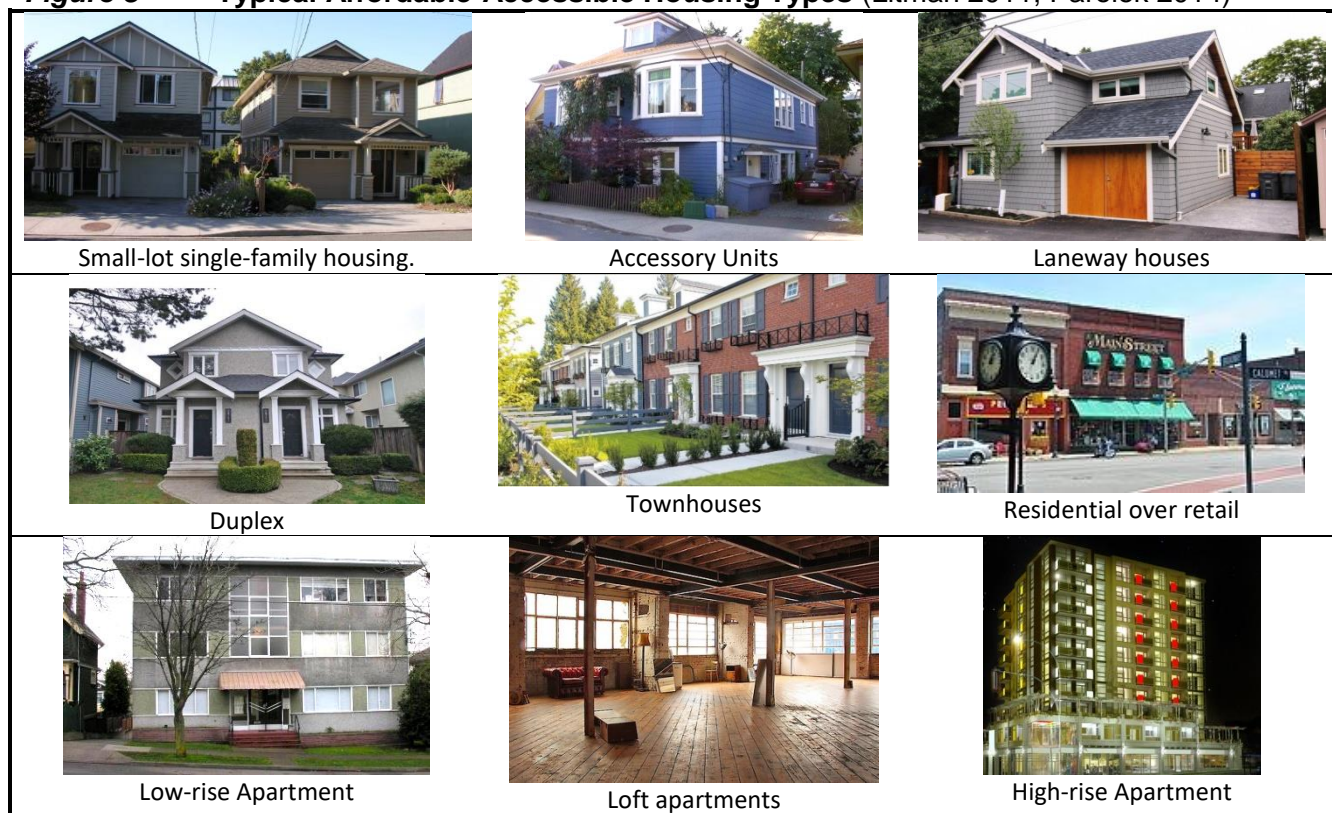 Typical Affordable-Accessible Housing Types
Small-lot single-family housing.
Accessory Units
Laneway houses
MAIN STREET
CALUMET
Duplex
Townhouses
Residential over retail
Low-rise Apartment
Loft apartments
High-rise Apartment